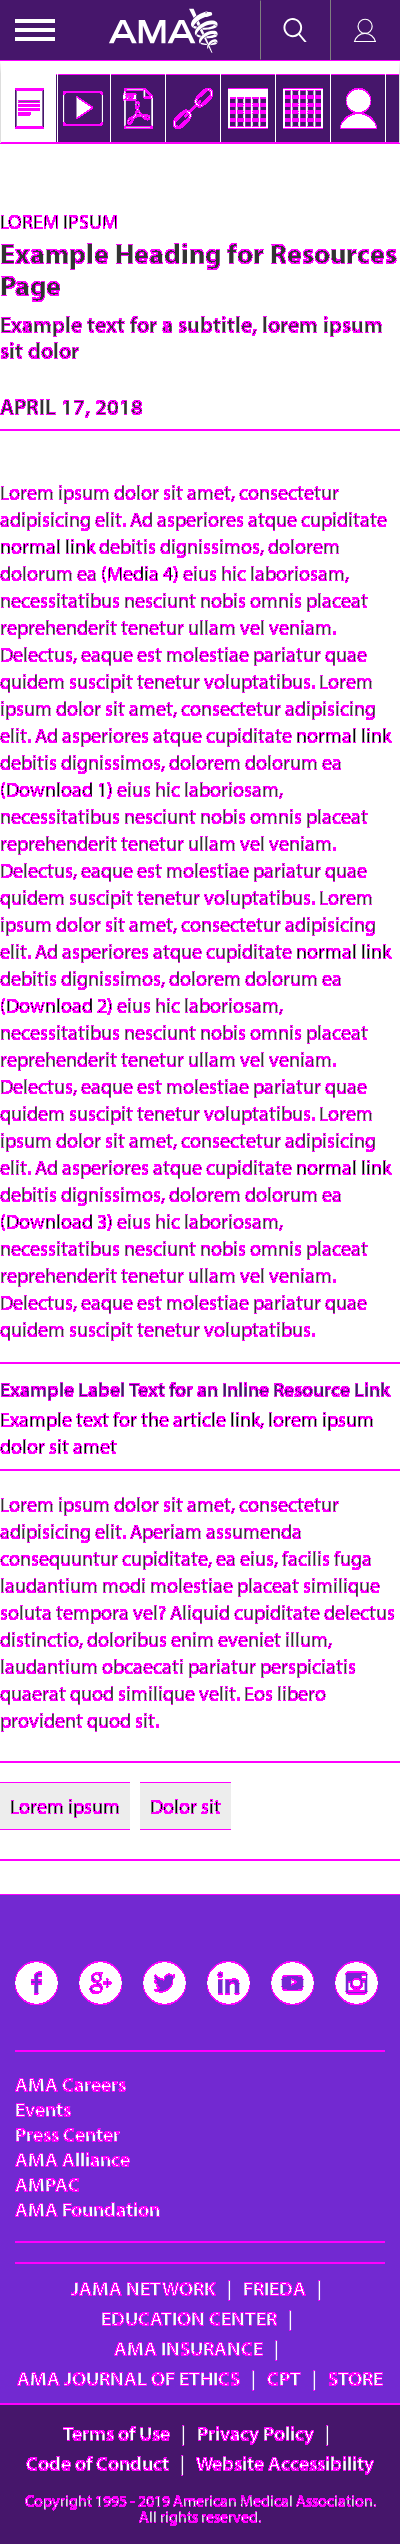 AMA
LOREM IPSUM
Example Heading for Resources
Page
Example text for a subtitle, lorem ipsum
sit dolor
APRIL 17, 2018
Lorem ipsum dolor sit amet, consectetur
adipisicing elit. Ad asperiores atque cupiditate
normal link debitis dignissimos, dolorem
dolorum ea (Media 4) eius hic laboriosam,
necessitatibus nesciunt nobis omnis placeat
reprehenderit tenetur ullam vel veniam.
Delectus, eaque est molestiae pariatur quae
quidem suscipit tenetur voluptatibus. Lorem
ipsum dolor sit amet, consectetur adipisicing
elit. Ad asperiores atque cupiditate normal link
debitis dignissimos, dolorem dolorum ea
(Download 1) eius hic laboriosam,
necessitatibus nesciunt nobis omnis placeat
reprehenderit tenetur ullam vel veniam.
Delectus, eaque est molestiae pariatur quae
quidem suscipit tenetur voluptatibus. Lorem
ipsum dolor sit amet, consectetur adipisicing
elit. Ad asperiores atque cupiditate normal link
debitis dignissimos, dolorem dolorum ea
(Download 2) eius hic laboriosam,
necessitatibus nesciunt nobis omnis placeat
reprehenderit tenetur ullam vel veniam.
Delectus, eaque est molestiae pariatur quae
quidem suscipit tenetur voluptatibus. Lorem
ipsum dolor sit amet, consectetur adipisicing
elit. Ad asperiores atque cupiditate normal link
debitis dignissimos, dolorem dolorum ea
(Download 3) eius hic laboriosam,
necessitatibus nesciunt nobis omnis placeat
reprehenderit tenetur ullam vel veniam.
Delectus, eaque est molestiae pariatur quae
quidem suscipit tenetur voluptatibus.
Example Label Text for an Inline Resource Link
Example text for the article link, lorem ipsum
dolor sit amet
Lorem ipsum dolor sit amet, consectetur
adipisicing elit. Aperiam assumenda
consequuntur cupiditate, ea eius, facilis fuga
laudantium modi molestiae placeat similique
soluta tempora vel? Aliquid cupiditate delectus
distinctio, doloribus enim eveniet illum,
laudantium obcaecati pariatur perspiciatis
quaerat quod similique velit. Eos libero
provident quod sit.
Lorem ipsum Dolor sit
AMA Careers
Events
Press Center
AMA Alliance
AMPAC
AMA Foundation
JAMA NETWORK | FRIEDA |
EDUCATION CENTER |
AMA INSURANCE |
AMA JOURNAL OF ETHICS | CPT | STORE
Terms of Use | Privacy Policy |
Code of Conduct | Website Accessibility
Copyright 1995 - 2019 American Medical Association.
All rights reserved.